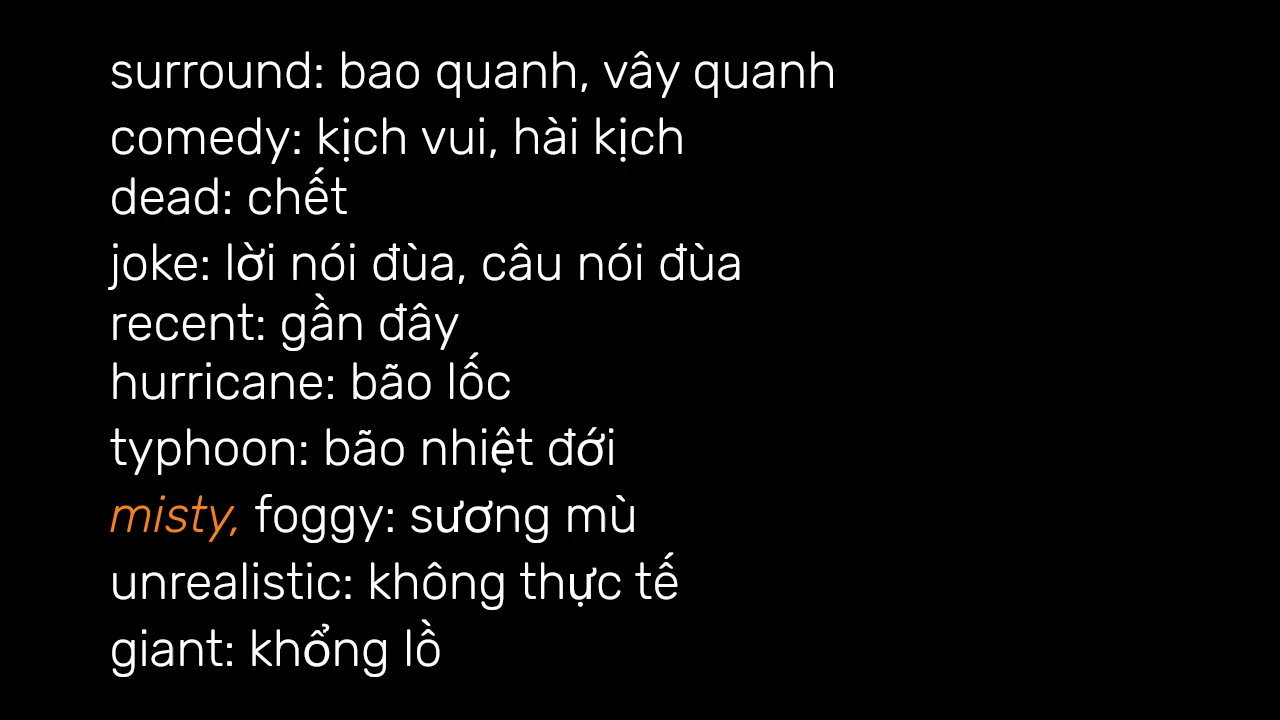 surround: bao quanh, vây quanh
comedy: kịch vui, hài kịch
dead: chết
joke: lời nói đùa, câu nói đùa
recent: gần đây
hurricane: bão lốc
typhoon: bão nhiệt đới
misty, foggy: sương mù
unrealistic: không thực tế
giant: khổng lồ